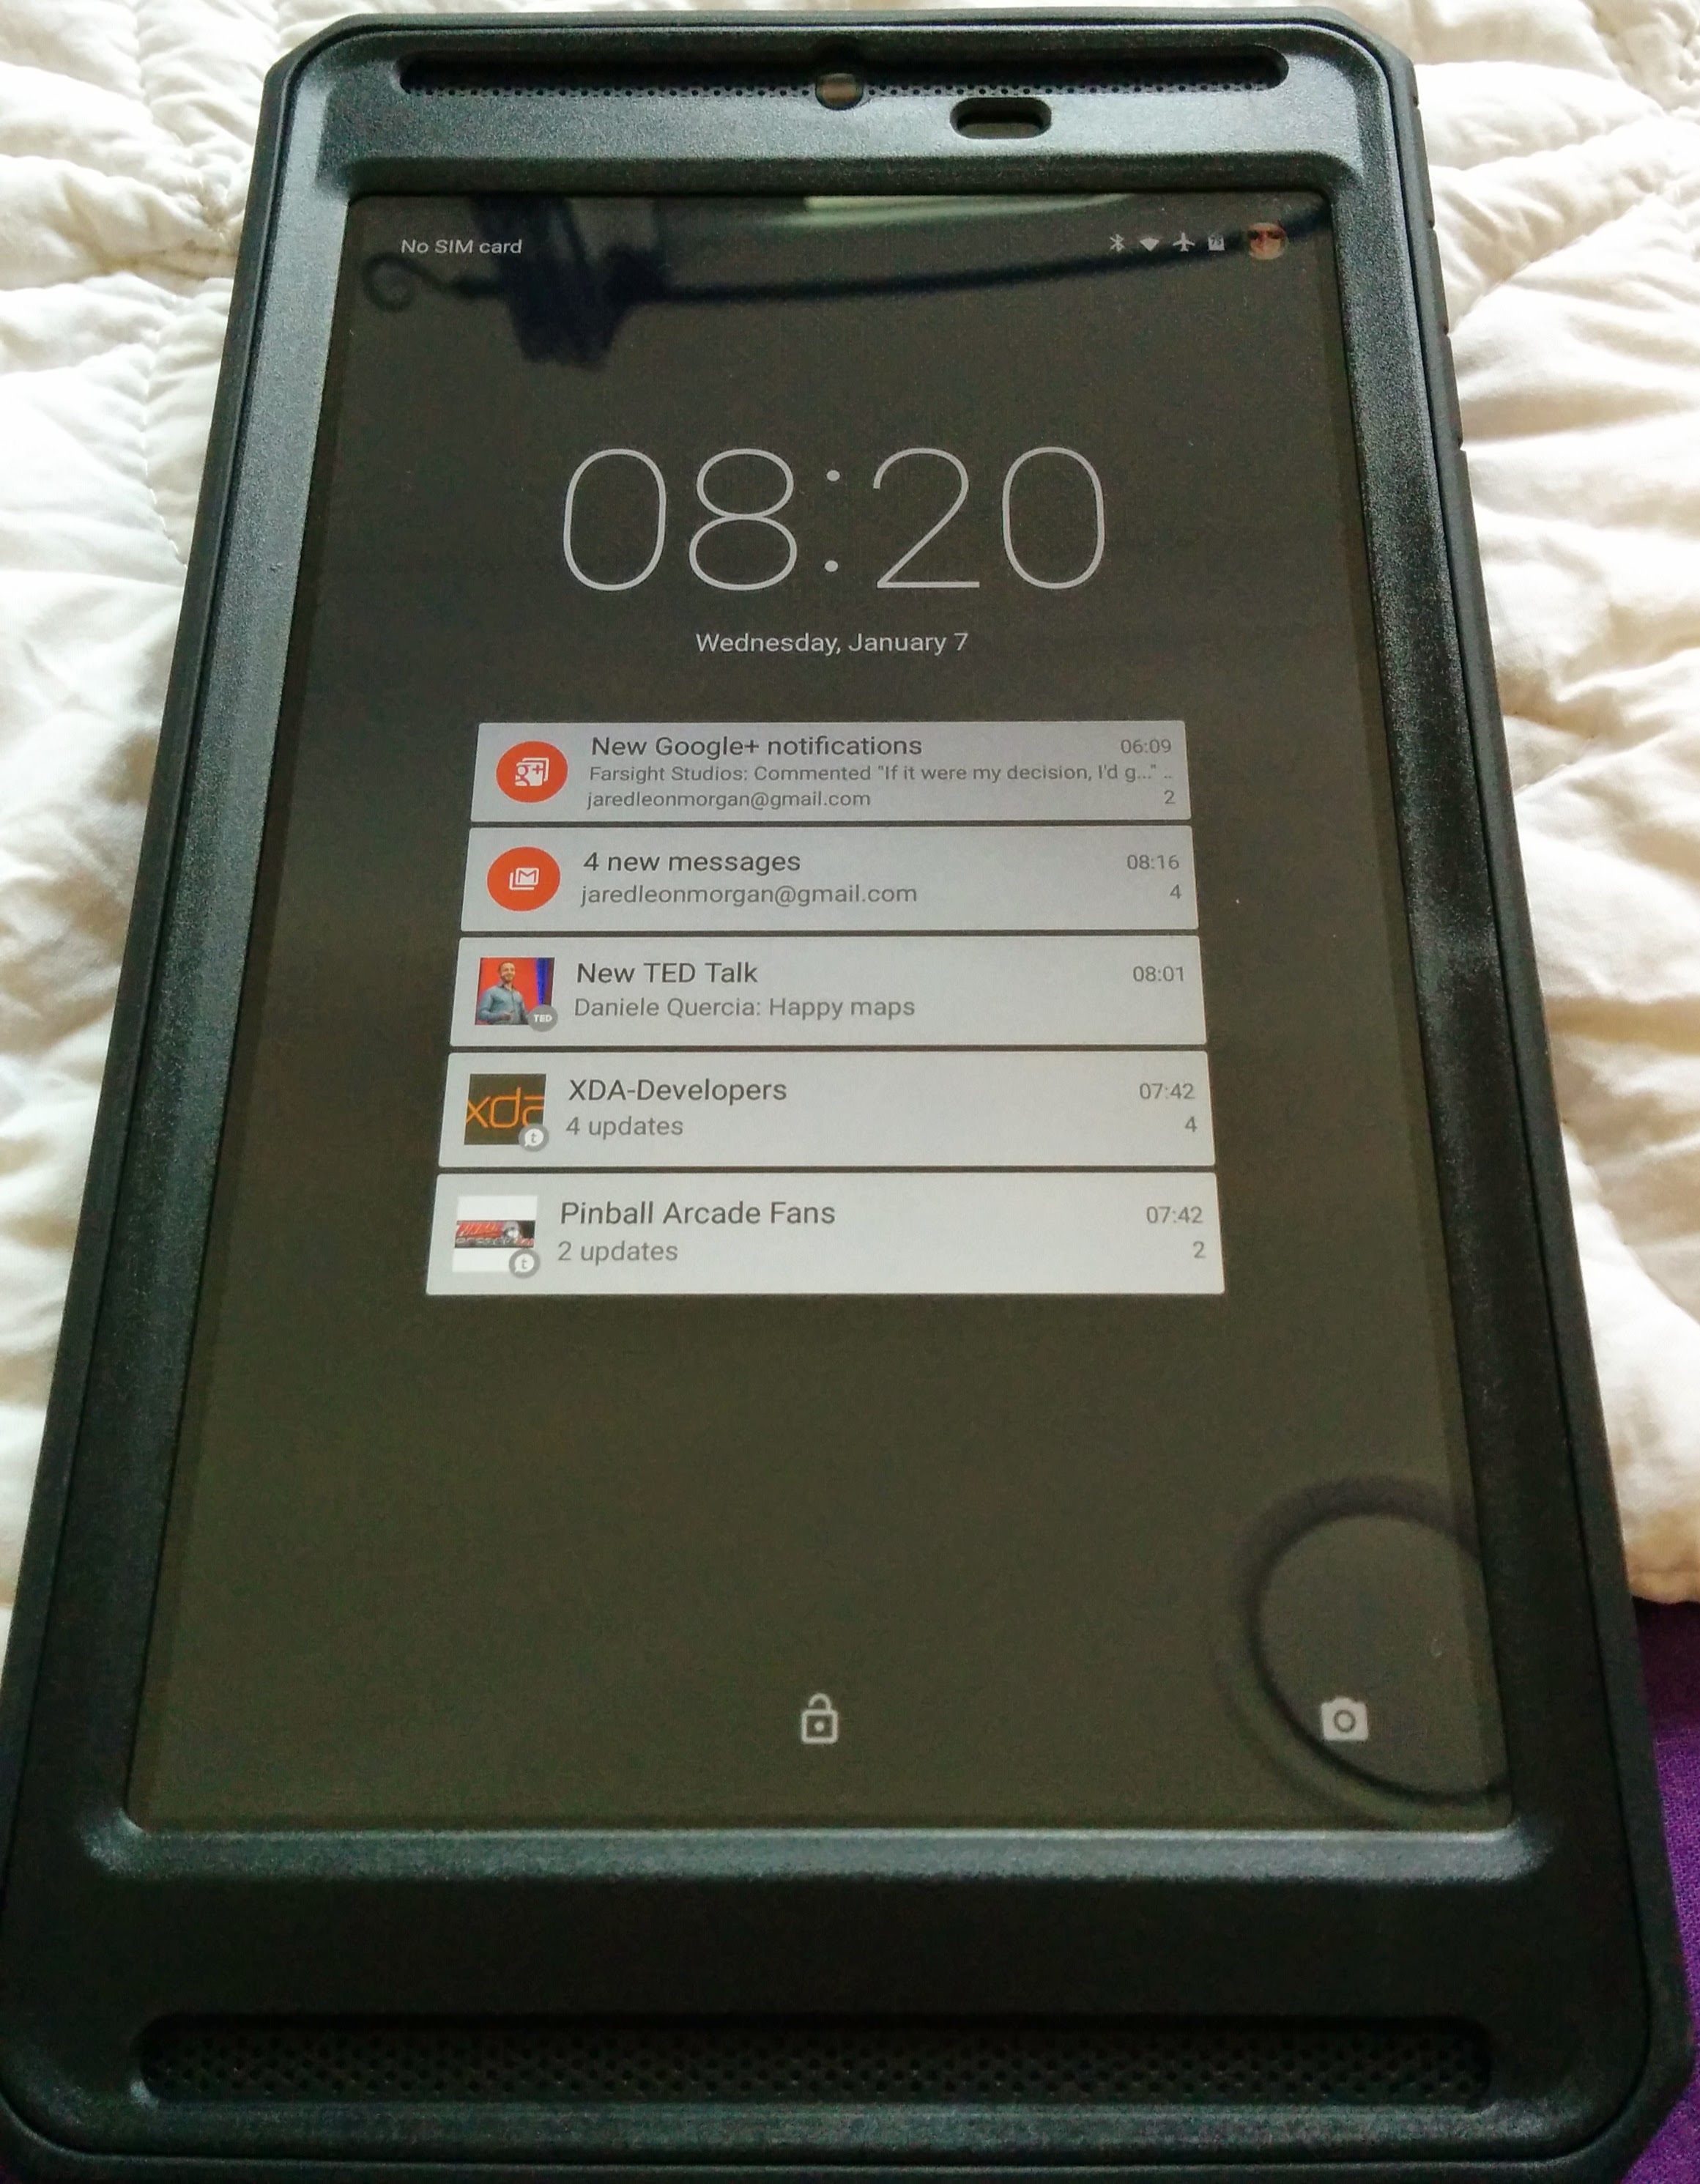 No SIM card
08:20
Wednesday, January 7
New Google+ notifications 06:09
Farsight Studios: Commented "If it were my decision, I'd g..." ..
jaredleonmorgan@gmail.com 2
4 new messages 08:16
jaredleonmorgan@gmail.com 4
New TED Talk 08:01
TED
Daniele Quercia: Happy maps
XDA-Developers 07:42
xda
4 updates 4
t
Pinball Arcade Fans 07:42
2 updates 2
t